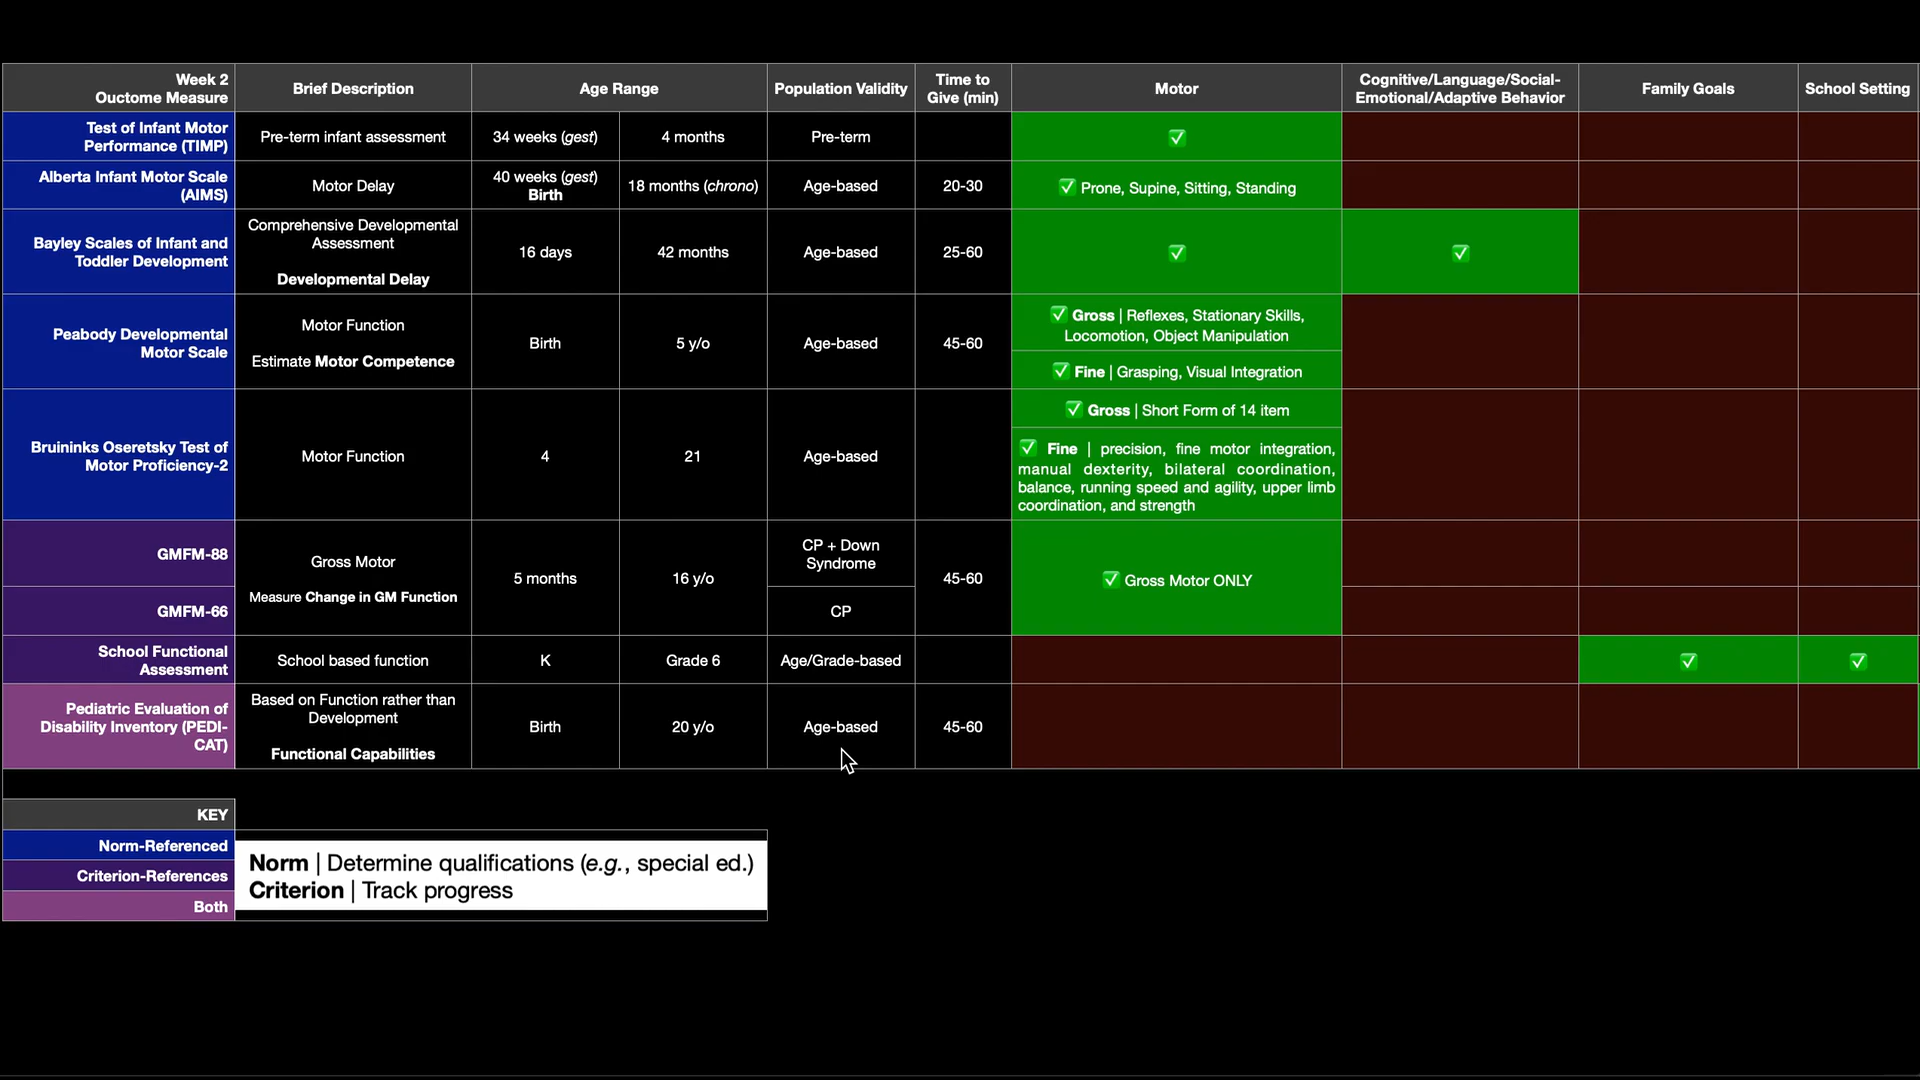 Week 2
Ouctome Measure
Brief Description
Age Range
Population Validity
Time to
Give (min)
Motor
Cognitive/Language/Social-
Emotional/Adaptive Behavior
Family Goals
School Setting
Test of Infant Motor
Performance (TIMP)
Pre-term infant assessment
34 weeks (gest)
4 months
Pre-term
✅
Alberta Infant Motor Scale
(AIMS)
Motor Delay
40 weeks (gest)
Birth
18 months (chrono)
Age-based
20-30
✅ Prone, Supine, Sitting, Standing
Bayley Scales of Infant and
Toddler Development
Comprehensive Developmental
Assessment
Developmental Delay
16 days
42 months
Age-based
25-60
✅
✅
Peabody Developmental
Motor Scale
Motor Function
Estimate Motor Competence
Birth
5 y/o
Age-based
45-60
✅ Gross | Reflexes, Stationary Skills,
Locomotion, Object Manipulation
✅ Fine | Grasping, Visual Integration
Bruininks Oseretsky Test of
Motor Proficiency-2
Motor Function
4
21
Age-based
✅ Gross | Short Form of 14 item
✅ Fine | precision, fine motor integration,
manual dexterity, bilateral coordination,
balance, running speed and agility, upper limb
coordination, and strength
GMFM-88
GMFM-66
Gross Motor
Measure Change in GM Function
5 months
16 y/o
CP + Down
Syndrome
CP
45-60
✅ Gross Motor ONLY
School Functional
Assessment
School based function
K
Grade 6
Age/Grade-based
✅
✅
Pediatric Evaluation of
Disability Inventory (PEDI-
CAT)
Based on Function rather than
Development
Functional Capabilities
Birth
20 y/o
Age-based
45-60
KEY
Norm-Referenced
Criterion-References
Both
Norm | Determine qualifications (e.g., special ed.)
Criterion | Track progress